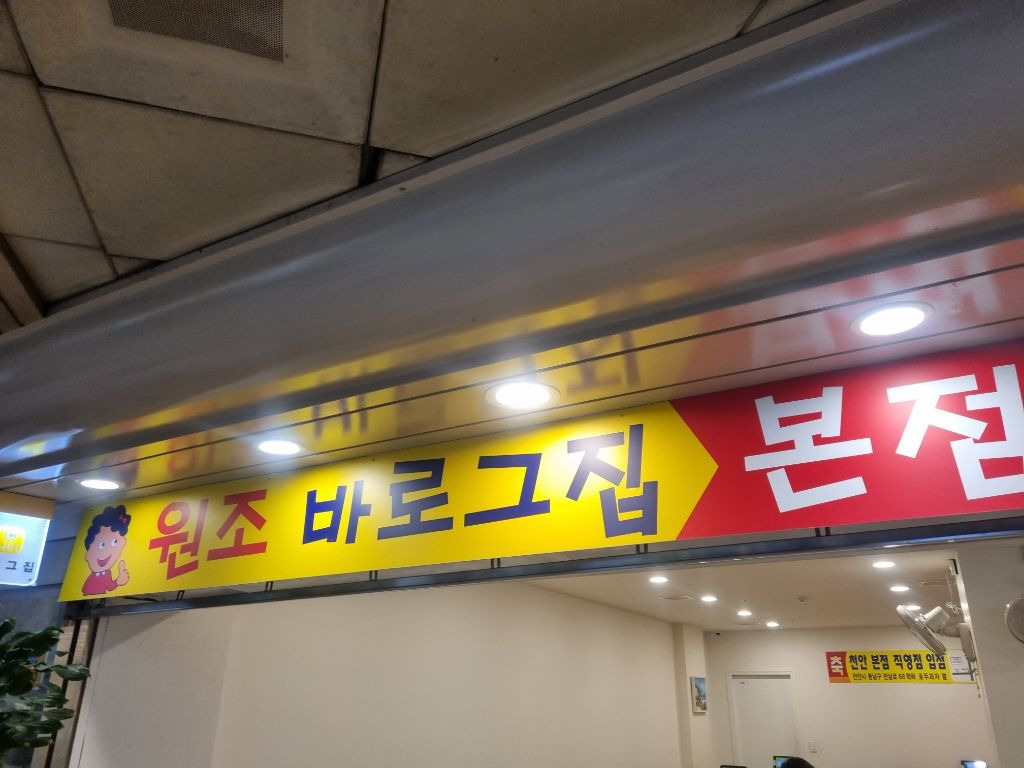 원조 바로그집 본점
그집
축 천안 본점 직영점 입점